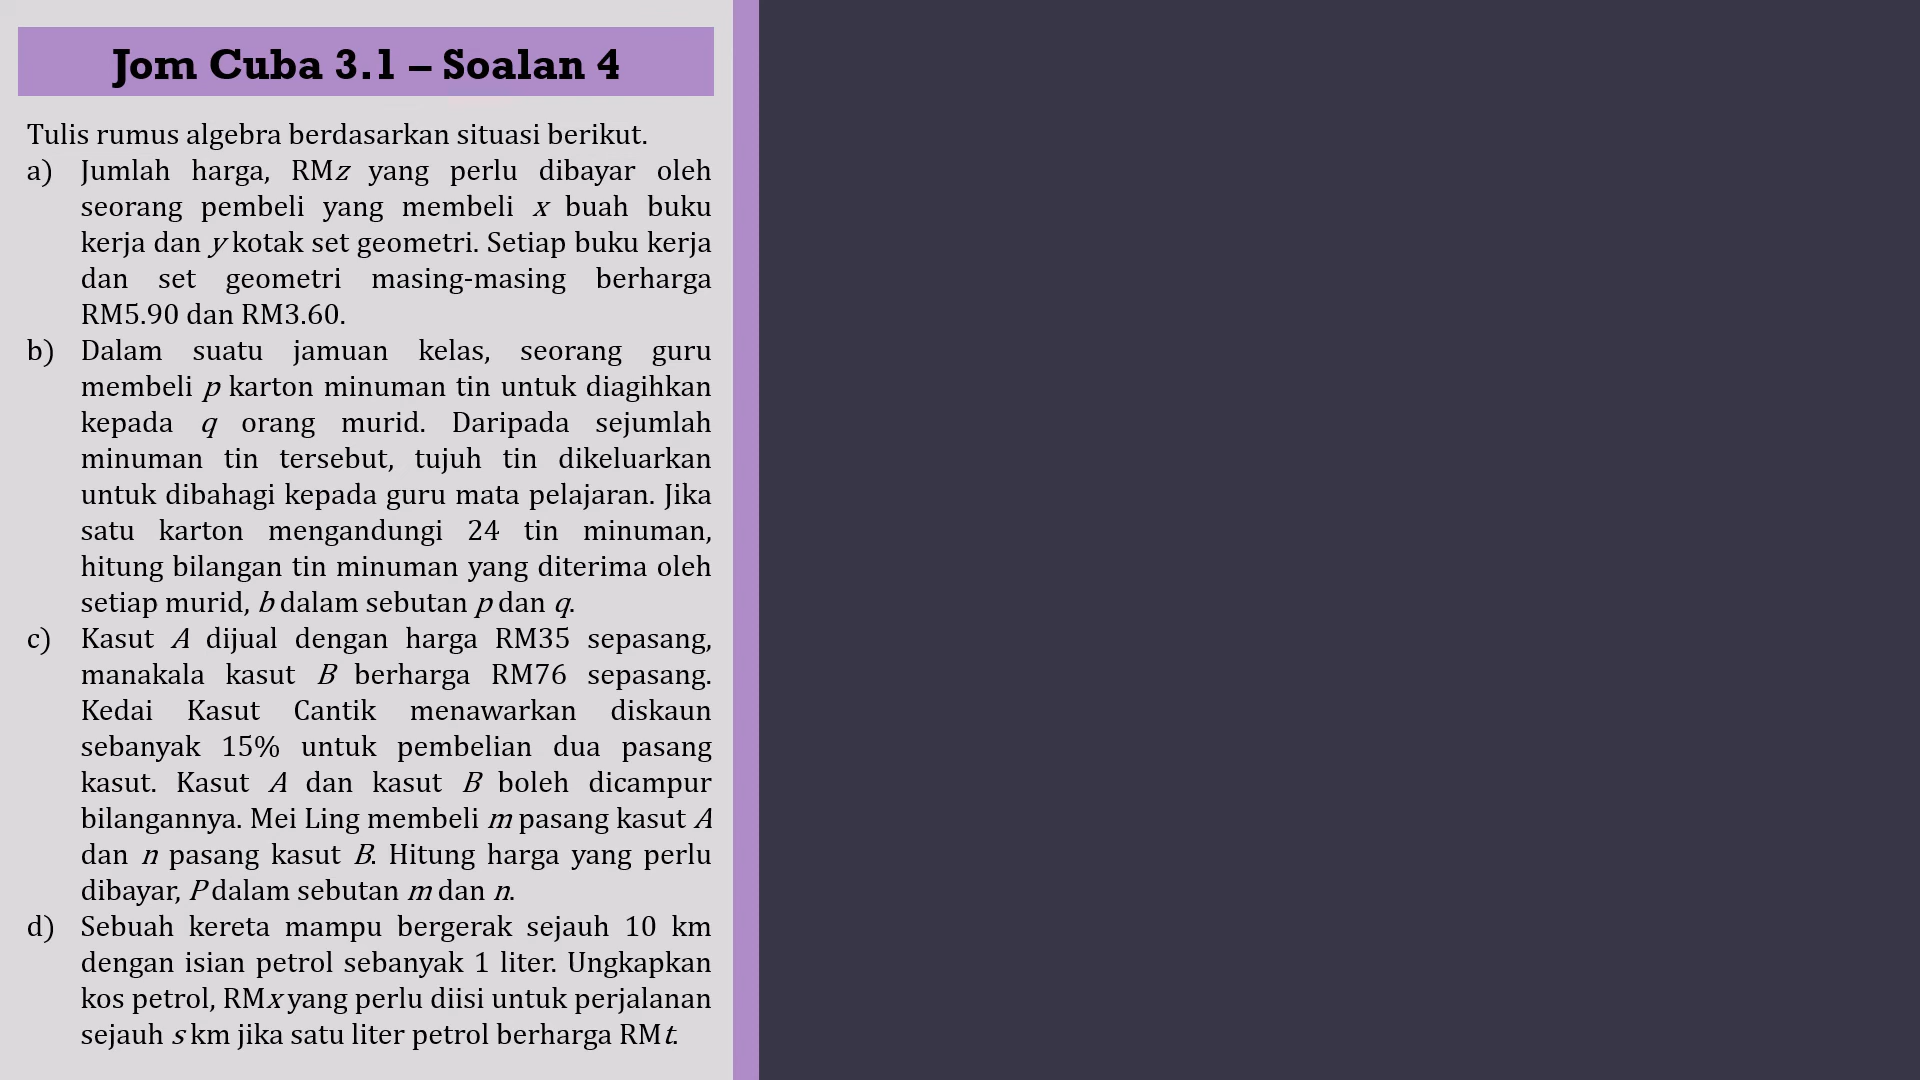 Jom Cuba 3.1 – Soalan 4
Tulis rumus algebra berdasarkan situasi berikut.
a) Jumlah harga, RMz yang perlu dibayar oleh
seorang pembeli yang membeli x buah buku
kerja dan y kotak set geometri. Setiap buku kerja
dan set geometri masing-masing berharga
RM5.90 dan RM3.60.
b) Dalam suatu jamuan kelas, seorang guru
membeli p karton minuman tin untuk diagihkan
kepada q orang murid. Daripada sejumlah
minuman tin tersebut, tujuh tin dikeluarkan
untuk dibahagi kepada guru mata pelajaran. Jika
satu karton mengandungi 24 tin minuman,
hitung bilangan tin minuman yang diterima oleh
setiap murid, b dalam sebutan p dan q.
c) Kasut A dijual dengan harga RM35 sepasang,
manakala kasut B berharga RM76 sepasang.
Kedai Kasut Cantik menawarkan diskaun
sebanyak 15% untuk pembelian dua pasang
kasut. Kasut A dan kasut B boleh dicampur
bilangannya. Mei Ling membeli m pasang kasut A
dan n pasang kasut B. Hitung harga yang perlu
dibayar, P dalam sebutan m dan n.
d) Sebuah kereta mampu bergerak sejauh 10 km
dengan isian petrol sebanyak 1 liter. Ungkapkan
kos petrol, RMx yang perlu diisi untuk perjalanan
sejauh s km jika satu liter petrol berharga RMt.